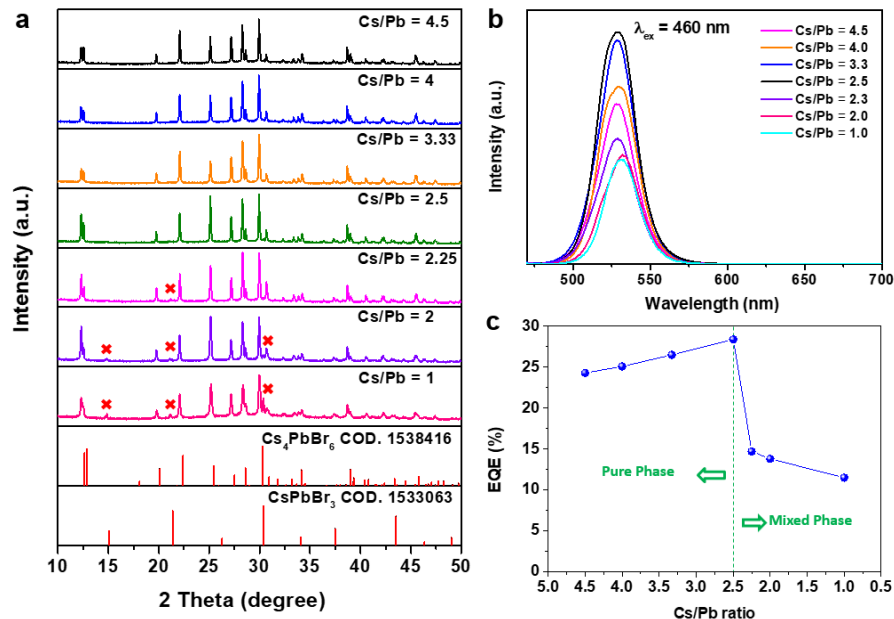 a
Intensity (a.u.)
Cs/Pb = 4.5
Cs/Pb = 4
Cs/Pb = 3.33
Cs/Pb = 2.5
Cs/Pb = 2.25
Cs/Pb = 2
Cs/Pb = 1
Cs₄PbBr₆ COD. 1538416
CsPbBr₃ COD. 1533063
10 15 20 25 30 35 40 45 50
2 Theta (degree)
b
Intensity (a.u.)
λex = 460 nm
Cs/Pb = 4.5
Cs/Pb = 4.0
Cs/Pb = 3.3
Cs/Pb = 2.5
Cs/Pb = 2.3
Cs/Pb = 2.0
Cs/Pb = 1.0
500 550 600 650 700
Wavelength (nm)
c
EQE (%)
30
25
20
15
10
5
0
Pure Phase
Mixed Phase
5.0 4.5 4.0 3.5 3.0 2.5 2.0 1.5 1.0 0.5
Cs/Pb ratio